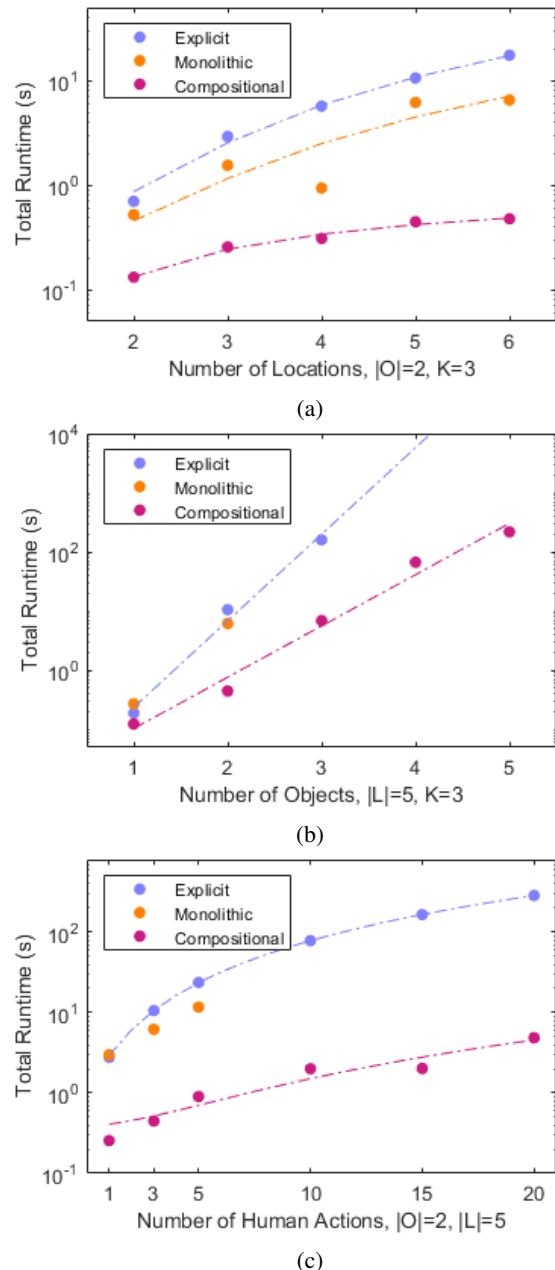 Total Runtime (s)
10^1
10^0
10^-1
Explicit
Monolithic
Compositional
2 3 4 5 6
Number of Locations, |O|=2, K=3
(a)
Total Runtime (s)
10^4
10^2
10^0
Explicit
Monolithic
Compositional
1 2 3 4 5
Number of Objects, |L|=5, K=3
(b)
Total Runtime (s)
10^2
10^1
10^0
10^-1
Explicit
Monolithic
Compositional
1 3 5 10 15 20
Number of Human Actions, |O|=2, |L|=5
(c)